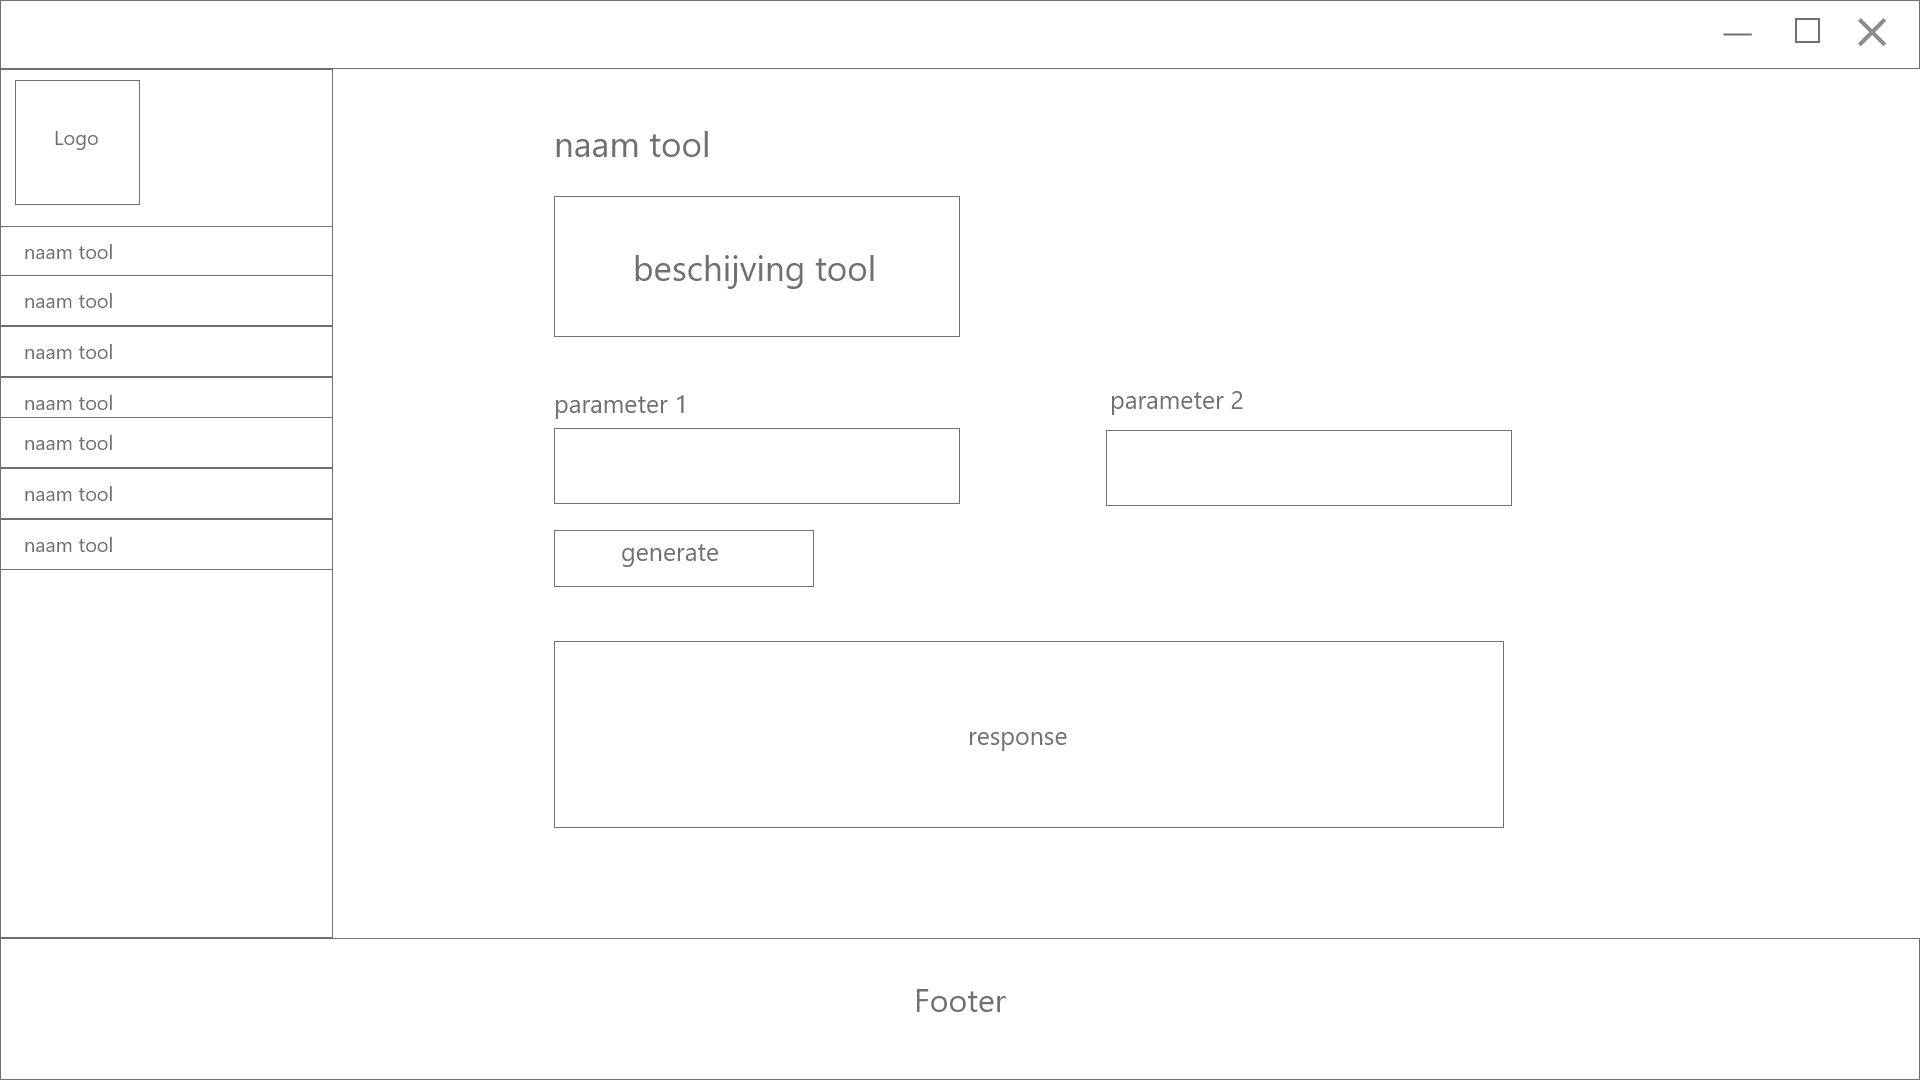 Logo
naam tool
naam tool
naam tool
naam tool
naam tool
naam tool
naam tool
naam tool
beschijving tool
parameter 1
parameter 2
generate
response
Footer